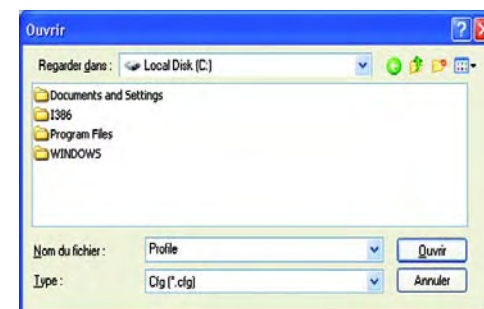 Ouvrir
Regarder dans : Local Disk (C:)
Documents and Settings
I386
Program Files
WINDOWS
Nom du fichier : Profile Ouvrir
Type : Cfg (*.cfg) Annuler